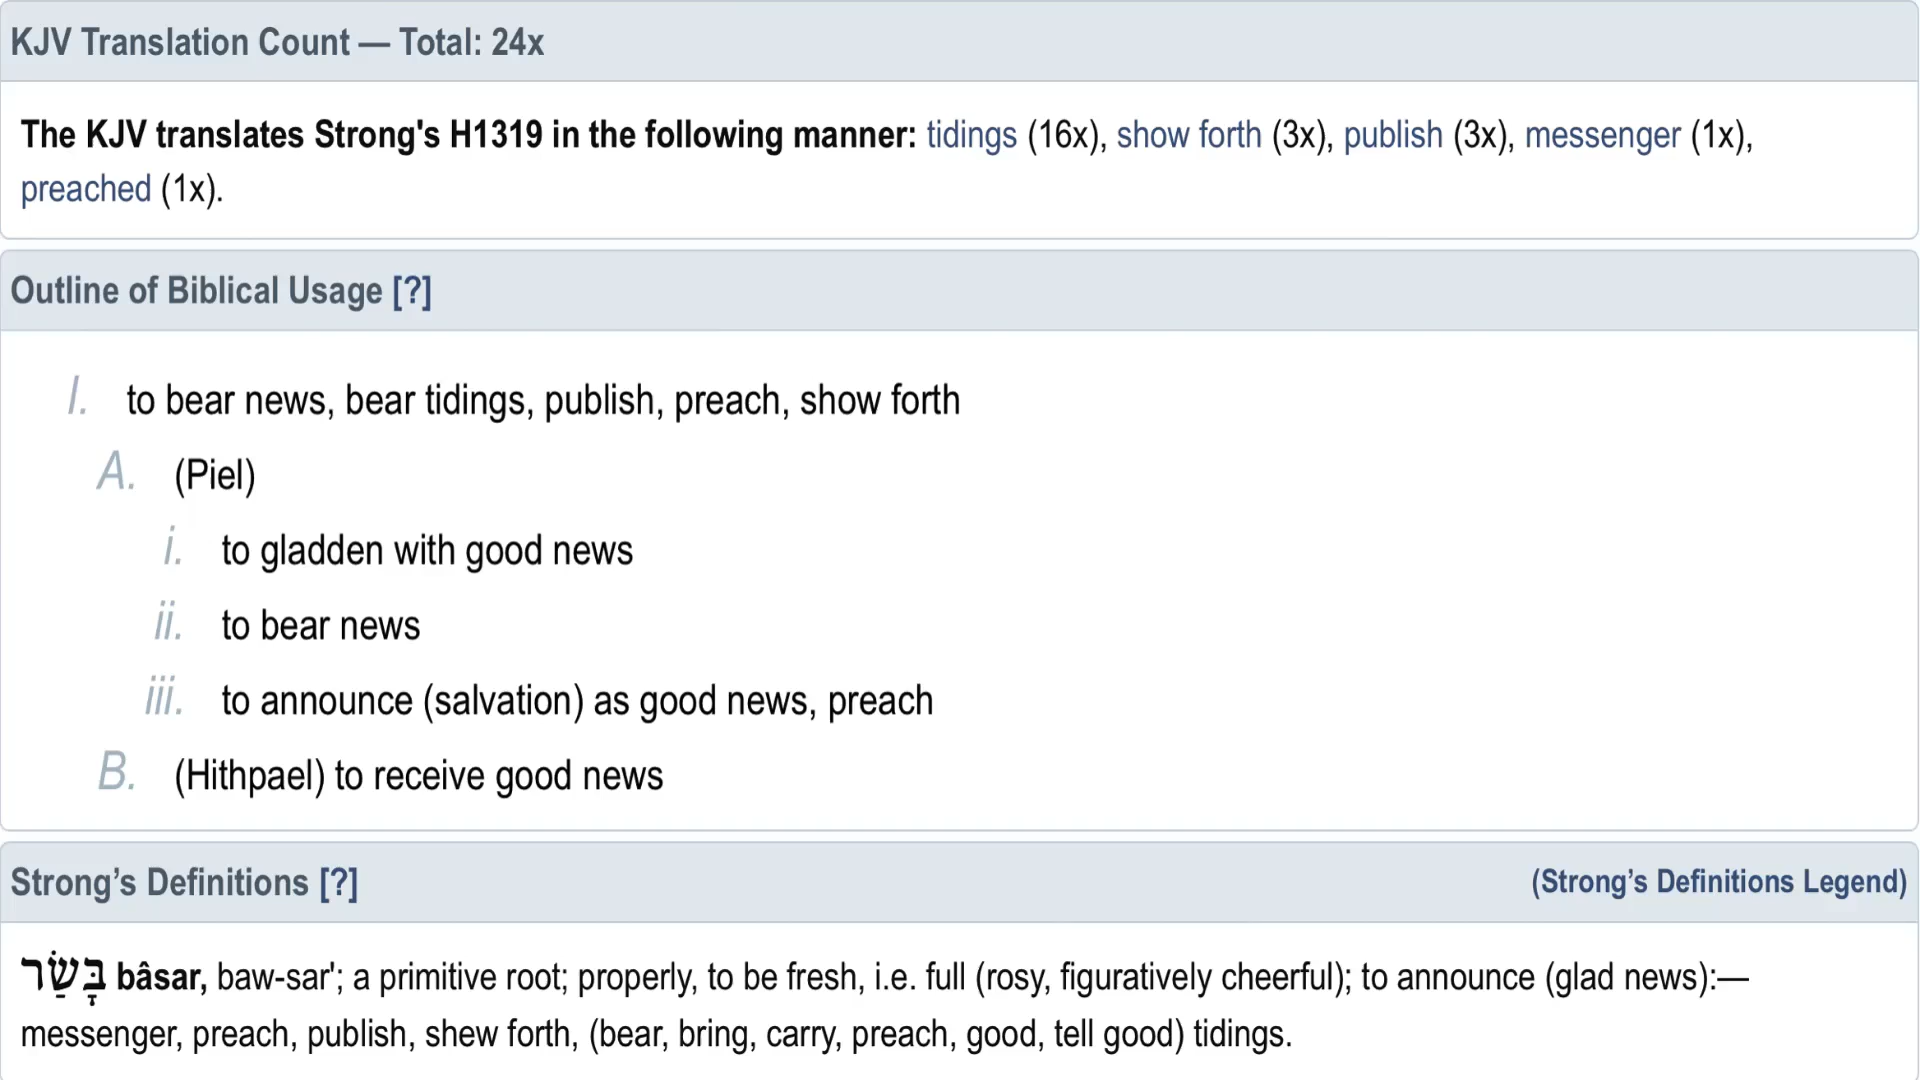 KJV Translation Count — Total: 24x
The KJV translates Strong's H1319 in the following manner: tidings (16x), show forth (3x), publish (3x), messenger (1x),
preached (1x).
Outline of Biblical Usage [?]
I. to bear news, bear tidings, publish, preach, show forth
A. (Piel)
i. to gladden with good news
ii. to bear news
iii. to announce (salvation) as good news, preach
B. (Hithpael) to receive good news
Strong’s Definitions [?] (Strong’s Definitions Legend)
בָּשַׂר bâsar, baw-sar'; a primitive root; properly, to be fresh, i.e. full (rosy, figuratively cheerful); to announce (glad news):—
messenger, preach, publish, shew forth, (bear, bring, carry, preach, good, tell good) tidings.